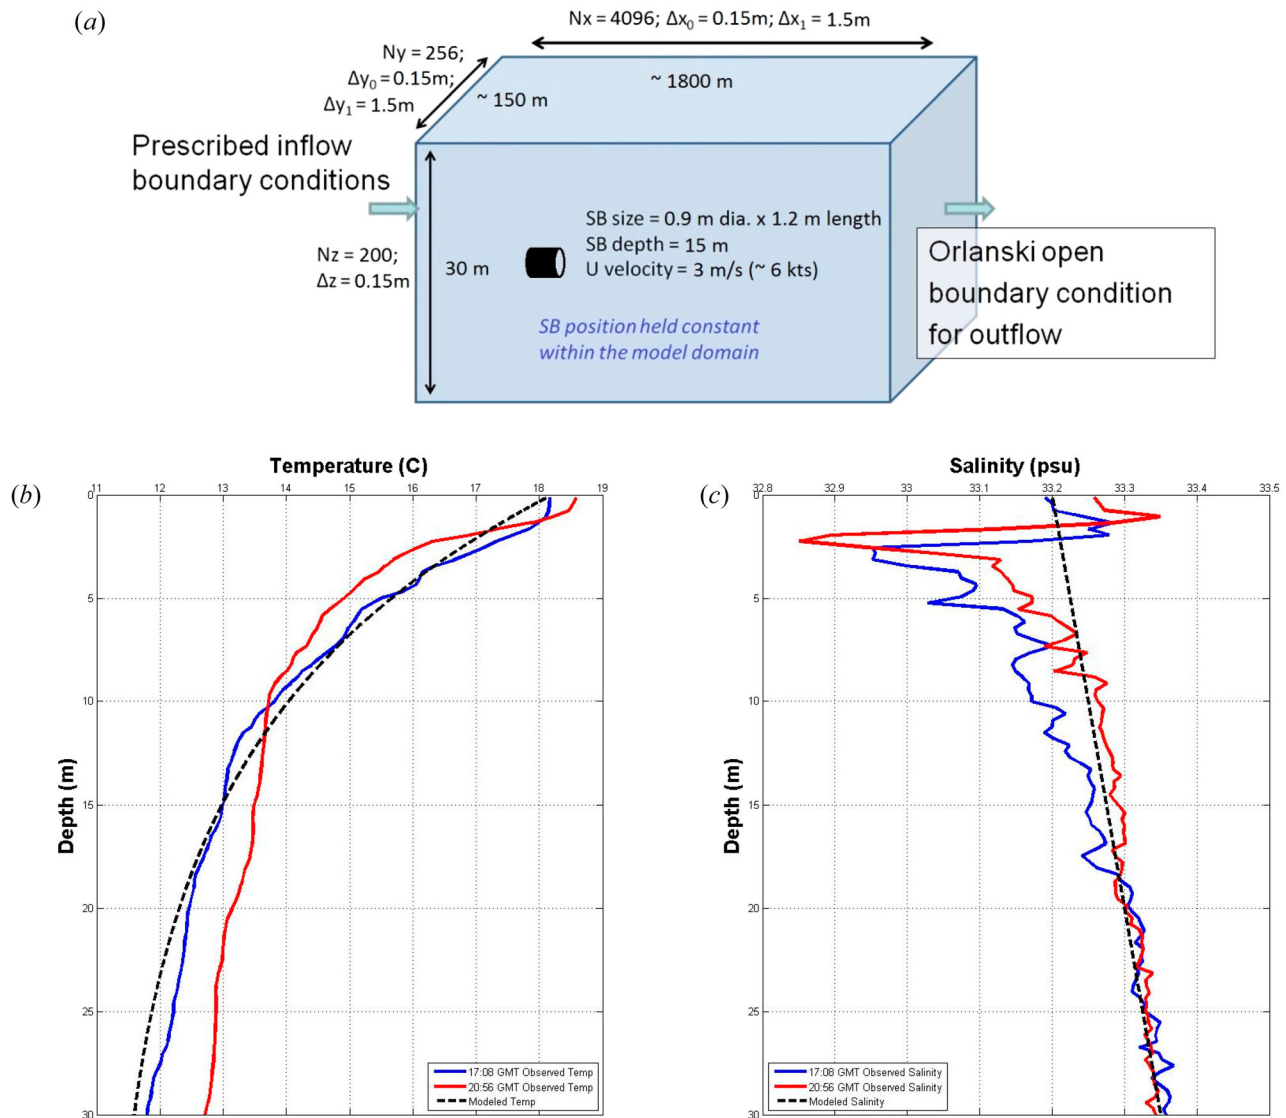 (a)
Nx = 4096; Δx₀ = 0.15m; Δx₁ = 1.5m
Ny = 256;
Δy₀ = 0.15m;
Δy₁ = 1.5m
~ 150 m
~ 1800 m
Prescribed inflow
boundary conditions
Nz = 200;
Δz = 0.15m
30 m
SB size = 0.9 m dia. x 1.2 m length
SB depth = 15 m
U velocity = 3 m/s (~ 6 kts)
SB position held constant
within the model domain
Orlanski open
boundary condition
for outflow
(b)
Temperature (C)
11 12 13 14 15 16 17 18 19
0
5
10
15
20
25
30
Depth (m)
17:08 GMT Observed Temp
20:56 GMT Observed Temp
Modeled Temp
(c)
Salinity (psu)
32.8 32.9 33 33.1 33.2 33.3 33.4 33.5
0
5
10
15
20
25
30
Depth (m)
17:08 GMT Observed Salinity
20:56 GMT Observed Salinity
Modeled Salinity